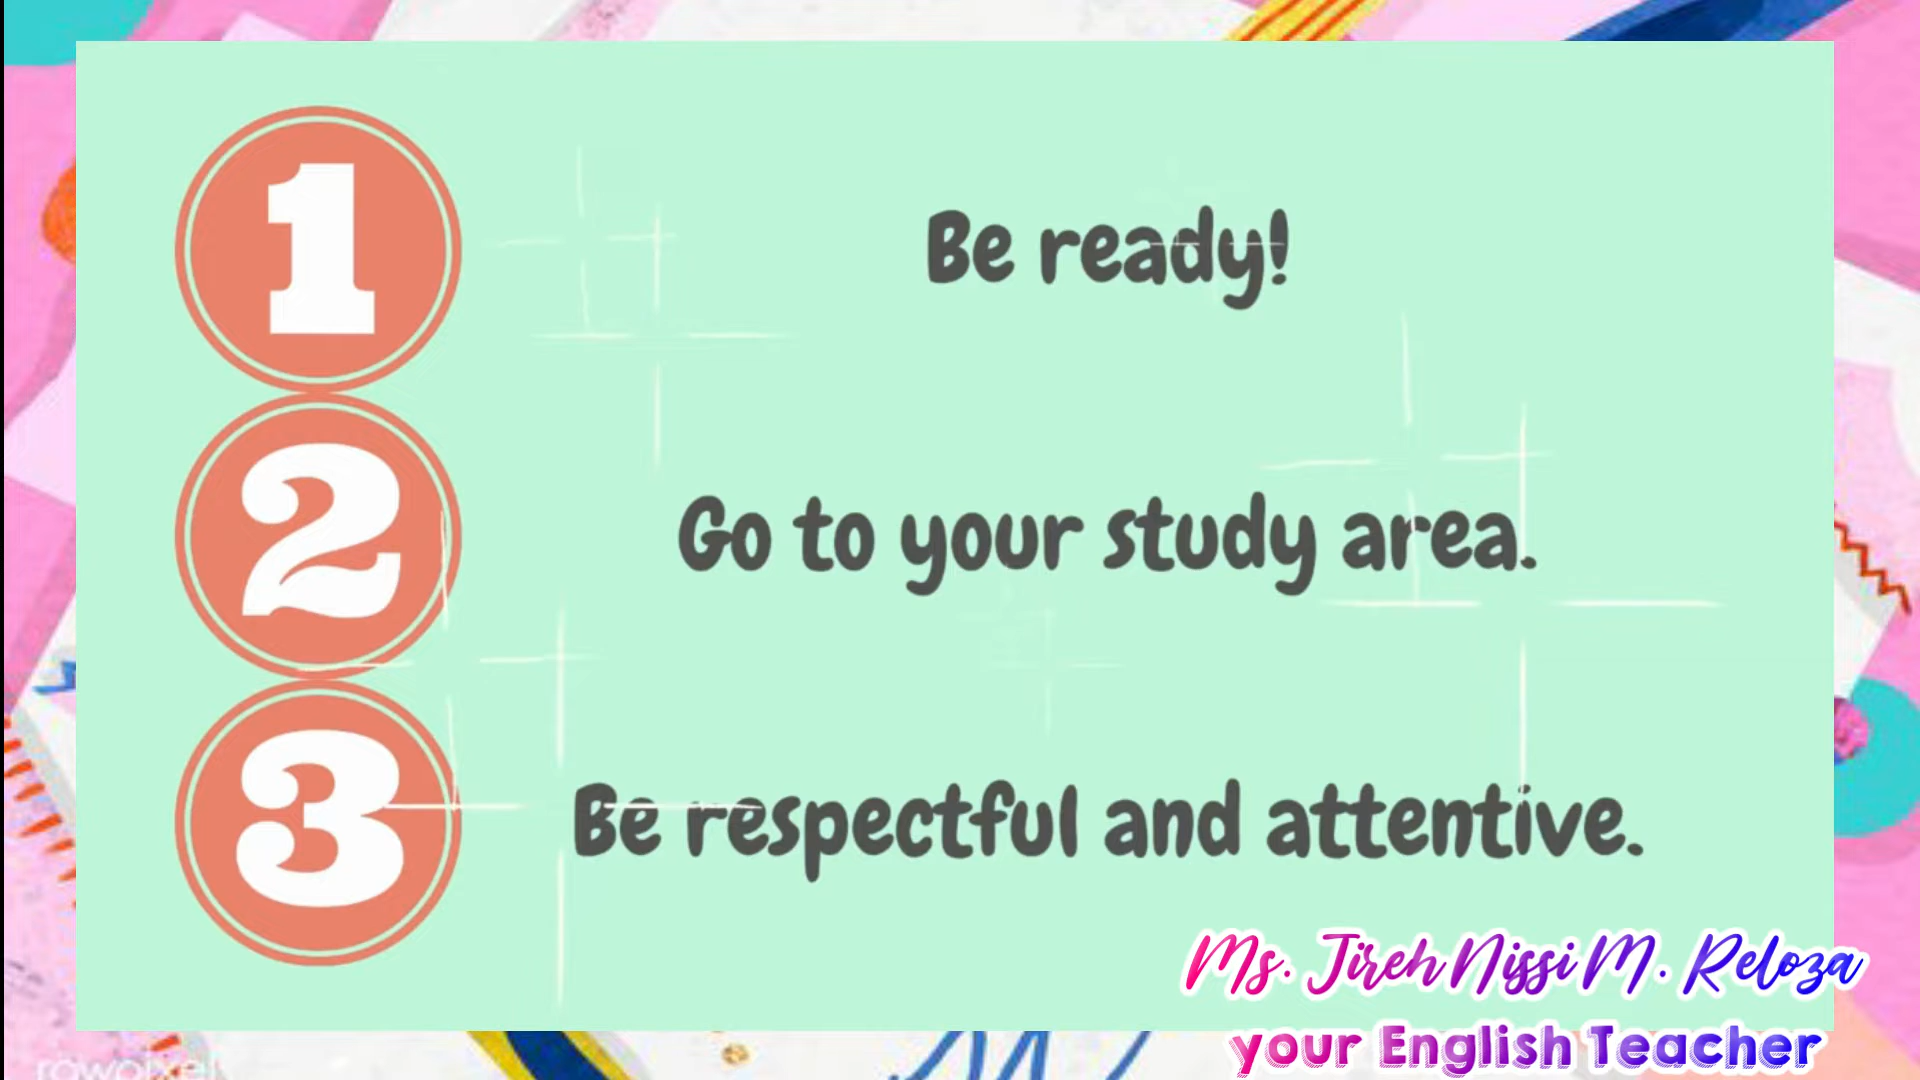 1
Be ready!
2
Go to your study area.
3
Be respectful and attentive.
Ms. Jireh Nissi M. Reloza
your English Teacher
rawpixel